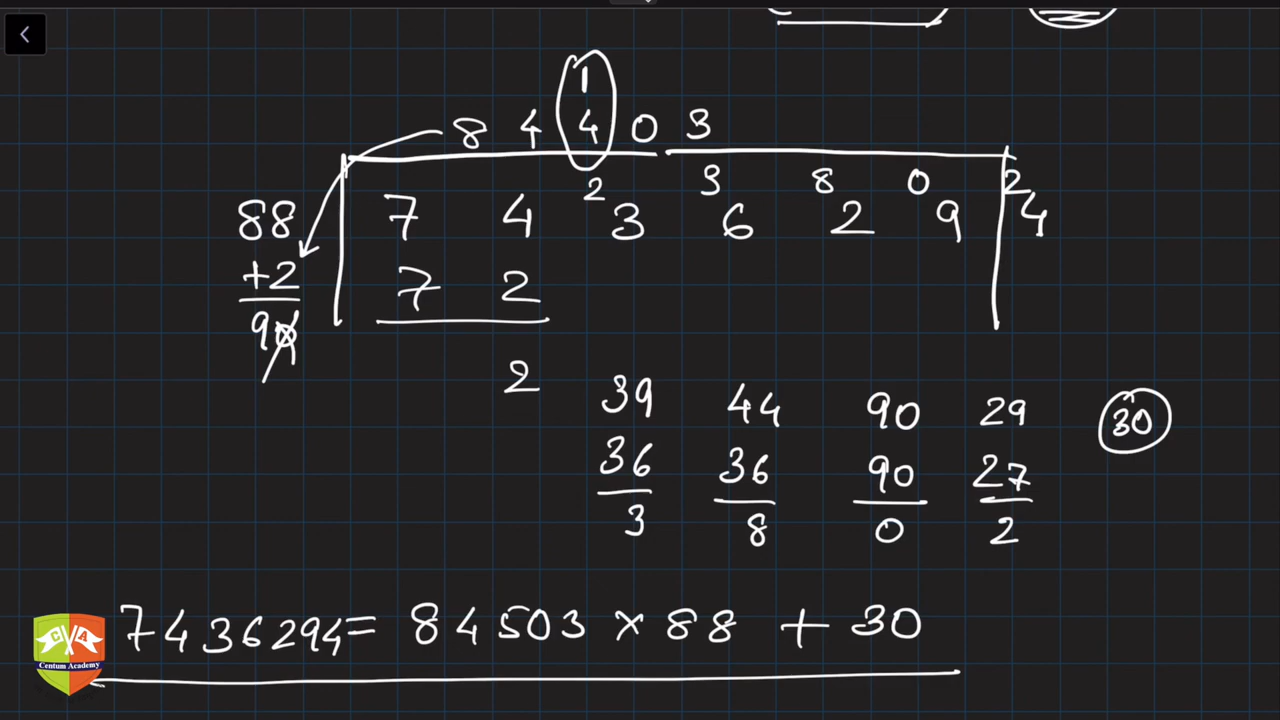 1
8 4 4 0 3
2 3 8 0 2
88 7 4 3 6 2 9 4
+2 7 2
90
2 39 44 90 29 30
36 36 90 27
3 8 0 2
7436294 = 84503 × 88 + 30
C A
Centum Academy